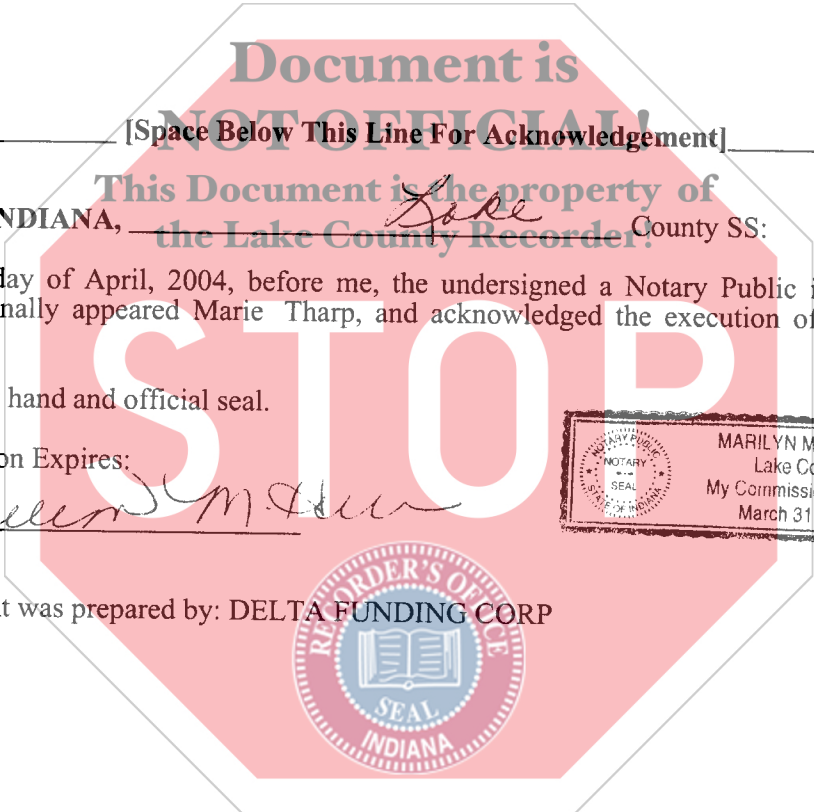 Document is
NOT OFFICIAL!
[Space Below This Line For Acknowledgement]
This Document is the property of
the Lake County Recorder!
NDIANA, Lake County SS:
day of April, 2004, before me, the undersigned a Notary Public i
nally appeared Marie Tharp, and acknowledged the execution of
hand and official seal.
on Expires:
STOP
MARILYN M
Lake Co
My Commissi
March 31
NOTARY PUBLIC
NOTARY
SEAL
STATE OF INDIANA
t was prepared by: DELTA FUNDING CORP
RECORDER'S OFFICE
SEAL
INDIANA